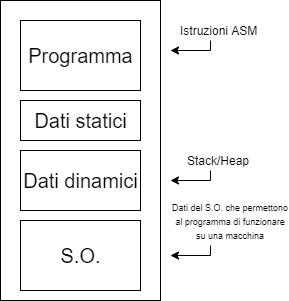 Programma
Istruzioni ASM
Dati statici
Dati dinamici
Stack/Heap
S.O.
Dati del S.O. che permettono
al programma di funzionare
su una macchina